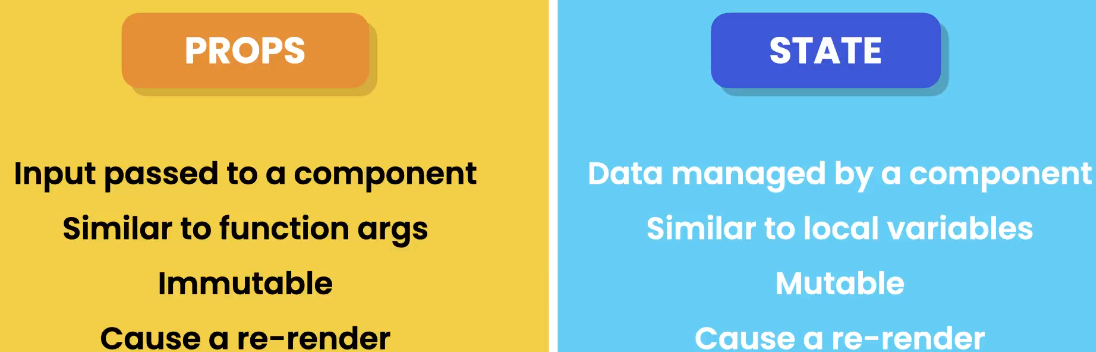 PROPS
Input passed to a component
Similar to function args
Immutable
Cause a re-render
STATE
Data managed by a component
Similar to local variables
Mutable
Cause a re-render